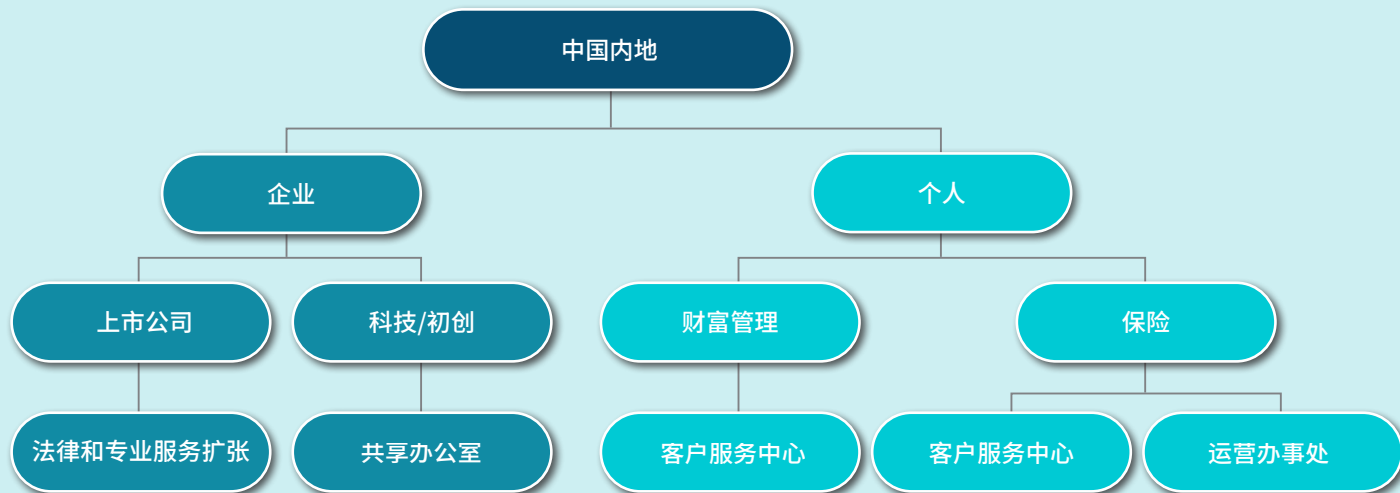 中国内地
企业
个人
上市公司
科技/初创
财富管理
保险
法律和专业服务扩张
共享办公室
客户服务中心
客户服务中心
运营办事处